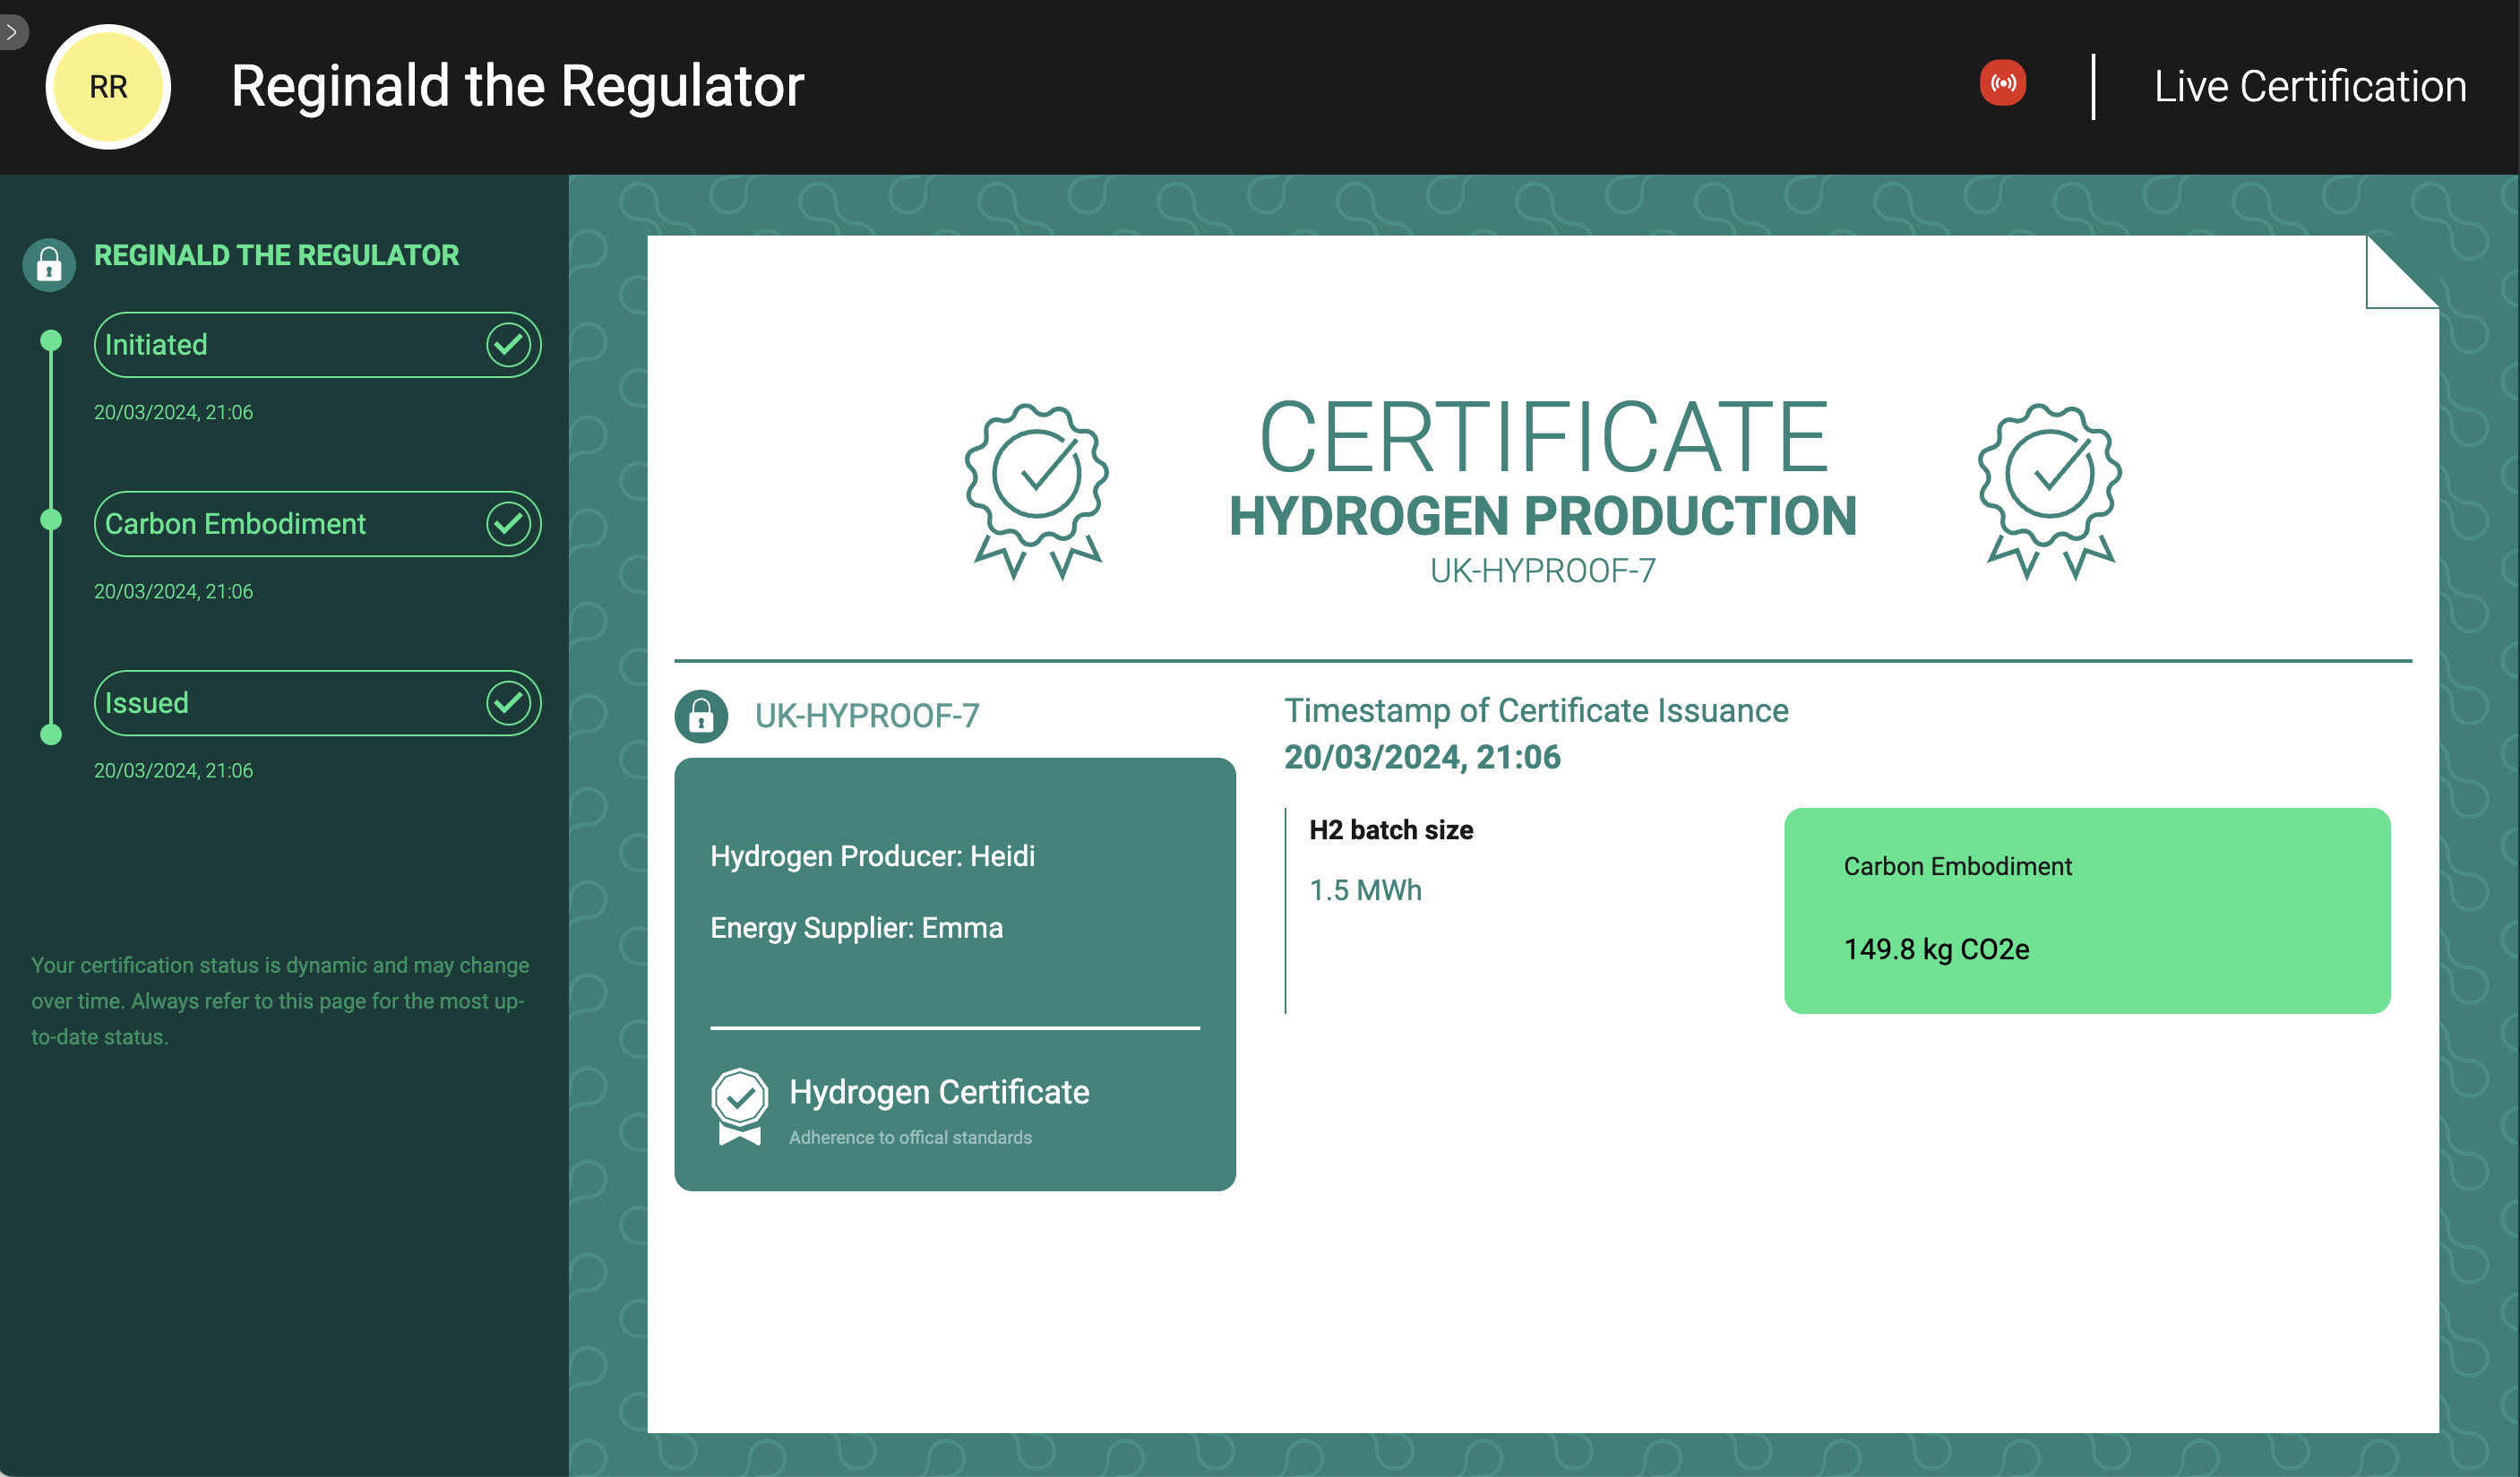 RR
Reginald the Regulator
Live Certification
REGINALD THE REGULATOR
Initiated
20/03/2024, 21:06
Carbon Embodiment
20/03/2024, 21:06
Issued
20/03/2024, 21:06
Your certification status is dynamic and may change
over time. Always refer to this page for the most up-
to-date status.
CERTIFICATE
HYDROGEN PRODUCTION
UK-HYPROOF-7
UK-HYPROOF-7
Hydrogen Producer: Heidi
Energy Supplier: Emma
Hydrogen Certificate
Adherence to offical standards
Timestamp of Certificate Issuance
20/03/2024, 21:06
H2 batch size
1.5 MWh
Carbon Embodiment
149.8 kg CO2e